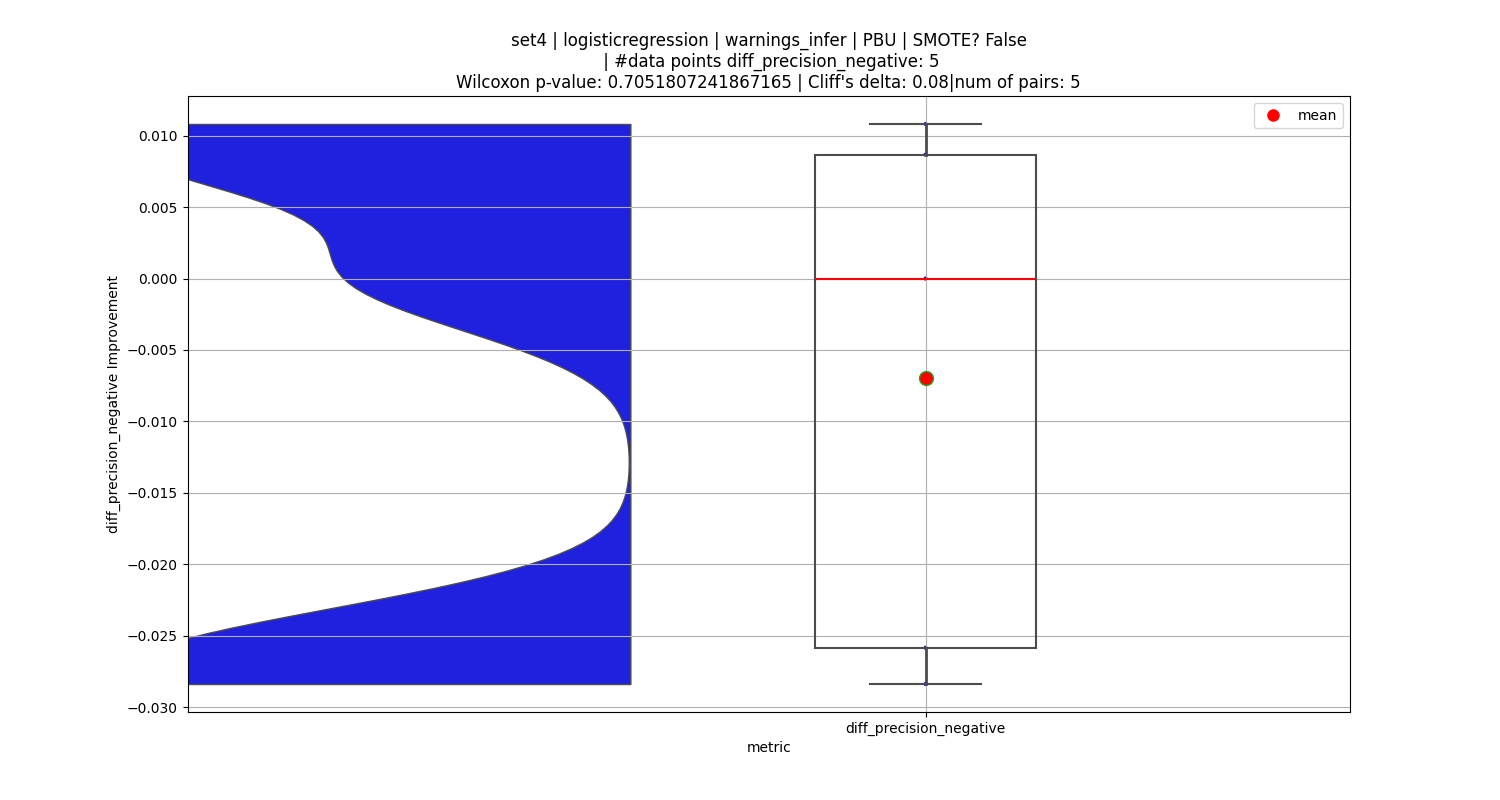 set4 | logisticregression | warnings_infer | PBU | SMOTE? False
| #data points diff_precision_negative: 5
Wilcoxon p-value: 0.7051807241867165 | Cliff's delta: 0.08|num of pairs: 5
mean
0.010
0.005
0.000
−0.005
−0.010
−0.015
−0.020
−0.025
−0.030
diff_precision_negative Improvement
diff_precision_negative
metric